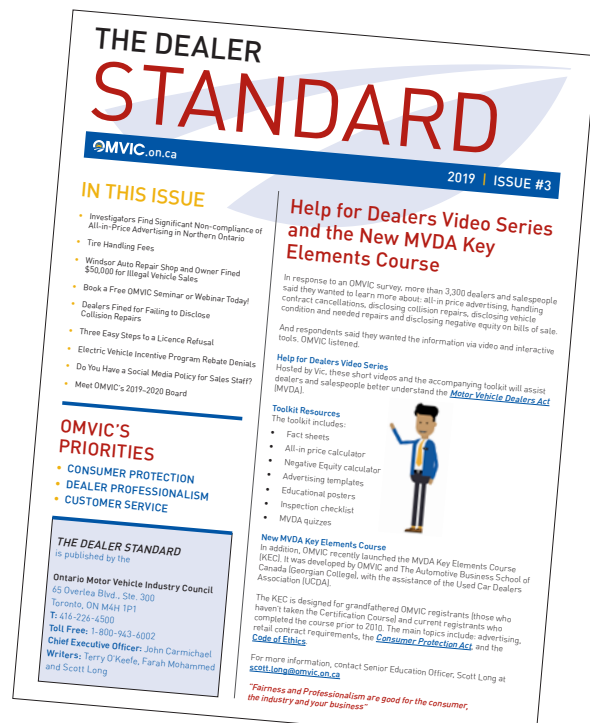 THE DEALER
STANDARD
OMVIC.on.ca
2019 | ISSUE #3
IN THIS ISSUE
• Investigators Find Significant Non-compliance of
All-in-Price Advertising in Northern Ontario
• Tire Handling Fees
• Windsor Auto Repair Shop and Owner Fined
$50,000 for Illegal Vehicle Sales
• Book a Free OMVIC Seminar or Webinar Today!
• Dealers Fined for Failing to Disclose
Collision Repairs
• Three Easy Steps to a Licence Refusal
• Electric Vehicle Incentive Program Rebate Denials
• Do You Have a Social Media Policy for Sales Staff?
• Meet OMVIC's 2019-2020 Board
OMVIC'S
PRIORITIES
• CONSUMER PROTECTION
• DEALER PROFESSIONALISM
• CUSTOMER SERVICE
THE DEALER STANDARD
is published by the
Ontario Motor Vehicle Industry Council
65 Overlea Blvd., Ste. 300
Toronto, ON M4H 1P1
T: 416-226-4500
Toll Free: 1-800-943-6002
Chief Executive Officer: John Carmichael
Writers: Terry O'Keefe, Farah Mohammed
and Scott Long
Help for Dealers Video Series
and the New MVDA Key
Elements Course
In response to an OMVIC survey, more than 3,300 dealers and salespeople
said they wanted to learn more about: all-in price advertising, handling
contract cancellations, disclosing collision repairs, disclosing vehicle
condition and needed repairs and disclosing negative equity on bills of sale.
And respondents said they wanted the information via video and interactive
tools. OMVIC listened.
Help for Dealers Video Series
Hosted by Vic, these short videos and the accompanying toolkit will assist
dealers and salespeople better understand the Motor Vehicle Dealers Act
(MVDA).
Toolkit Resources
The toolkit includes:
• Fact sheets
• All-in price calculator
• Negative Equity calculator
• Advertising templates
• Educational posters
• Inspection checklist
• MVDA quizzes
New MVDA Key Elements Course
In addition, OMVIC recently launched the MVDA Key Elements Course
(KEC). It was developed by OMVIC and The Automotive Business School of
Canada (Georgian College), with the assistance of the Used Car Dealers
Association (UCDA).
The KEC is designed for grandfathered OMVIC registrants (those who
haven't taken the Certification Course) and current registrants who
completed the course prior to 2010. The main topics include: advertising,
retail contract requirements, the Consumer Protection Act, and the
Code of Ethics.
For more information, contact Senior Education Officer, Scott Long at
scott.long@omvic.on.ca
"Fairness and Professionalism are good for the consumer,
the industry and your business"